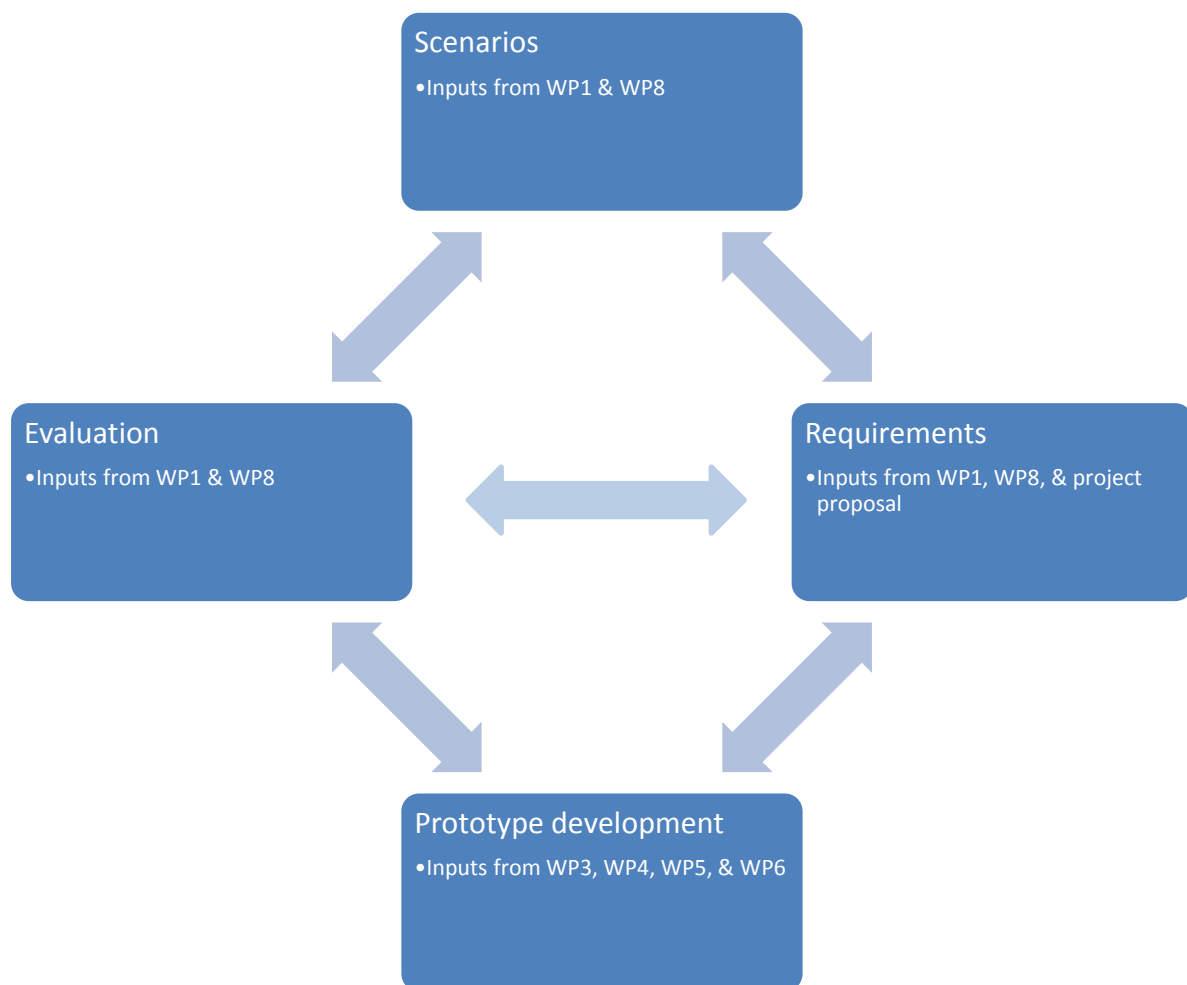 Scenarios
•Inputs from WP1 & WP8
Evaluation
•Inputs from WP1 & WP8
Requirements
•Inputs from WP1, WP8, & project
proposal
Prototype development
•Inputs from WP3, WP4, WP5, & WP6